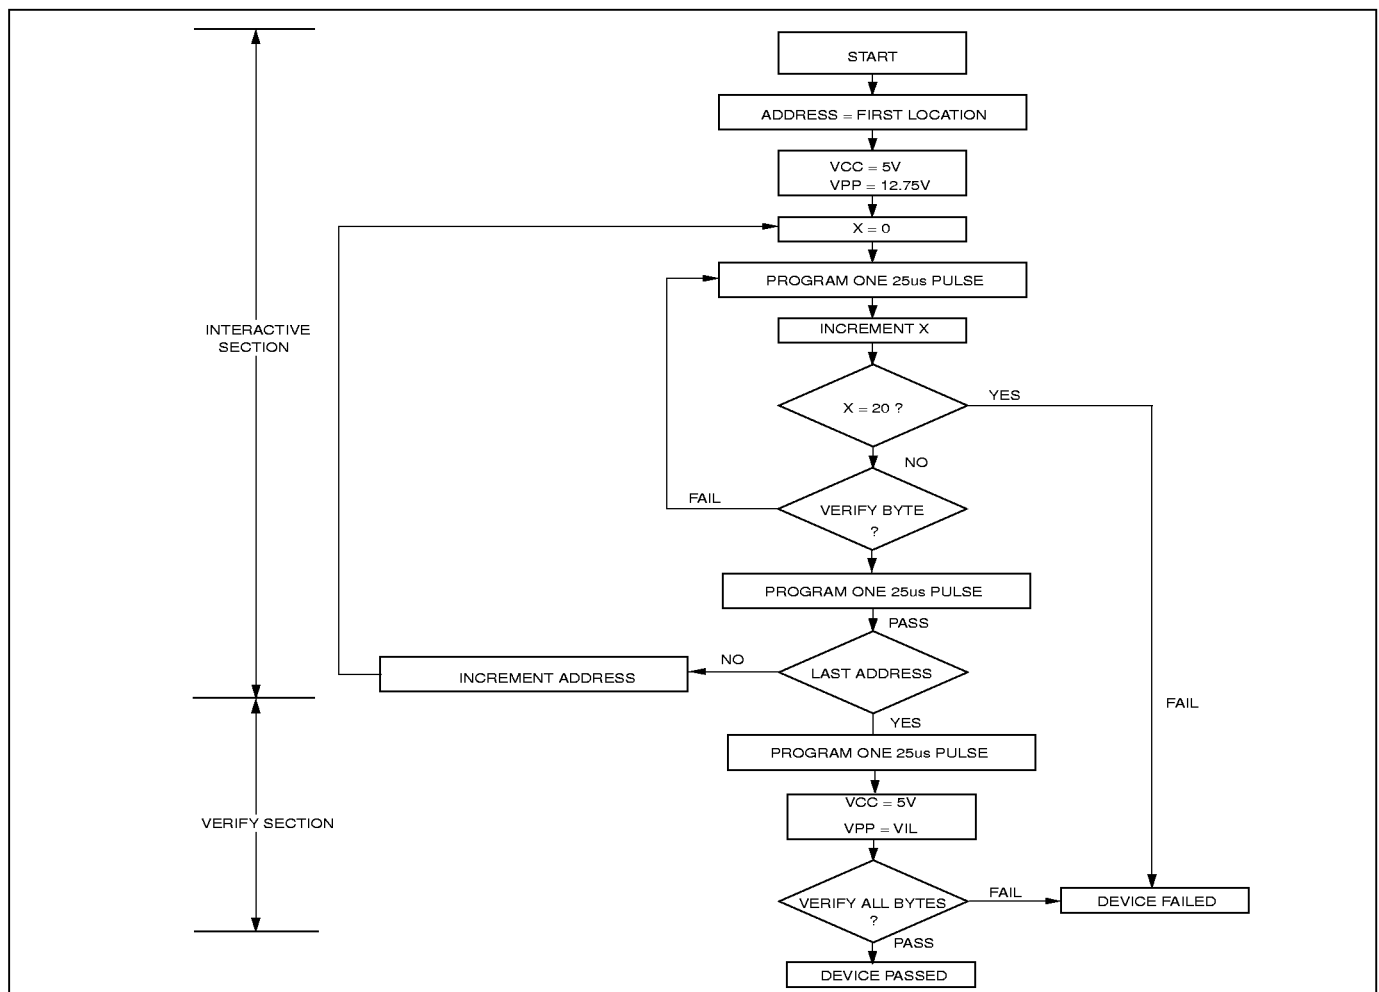 START
ADDRESS = FIRST LOCATION
VCC = 5V
VPP = 12.75V
X = 0
PROGRAM ONE 25us PULSE
INTERACTIVE
SECTION
INCREMENT X
X = 20 ?
YES
NO
FAIL
VERIFY BYTE
?
PROGRAM ONE 25us PULSE
PASS
NO
LAST ADDRESS
INCREMENT ADDRESS
FAIL
YES
PROGRAM ONE 25us PULSE
VCC = 5V
VPP = VIL
VERIFY SECTION
VERIFY ALL BYTES
?
FAIL
DEVICE FAILED
PASS
DEVICE PASSED